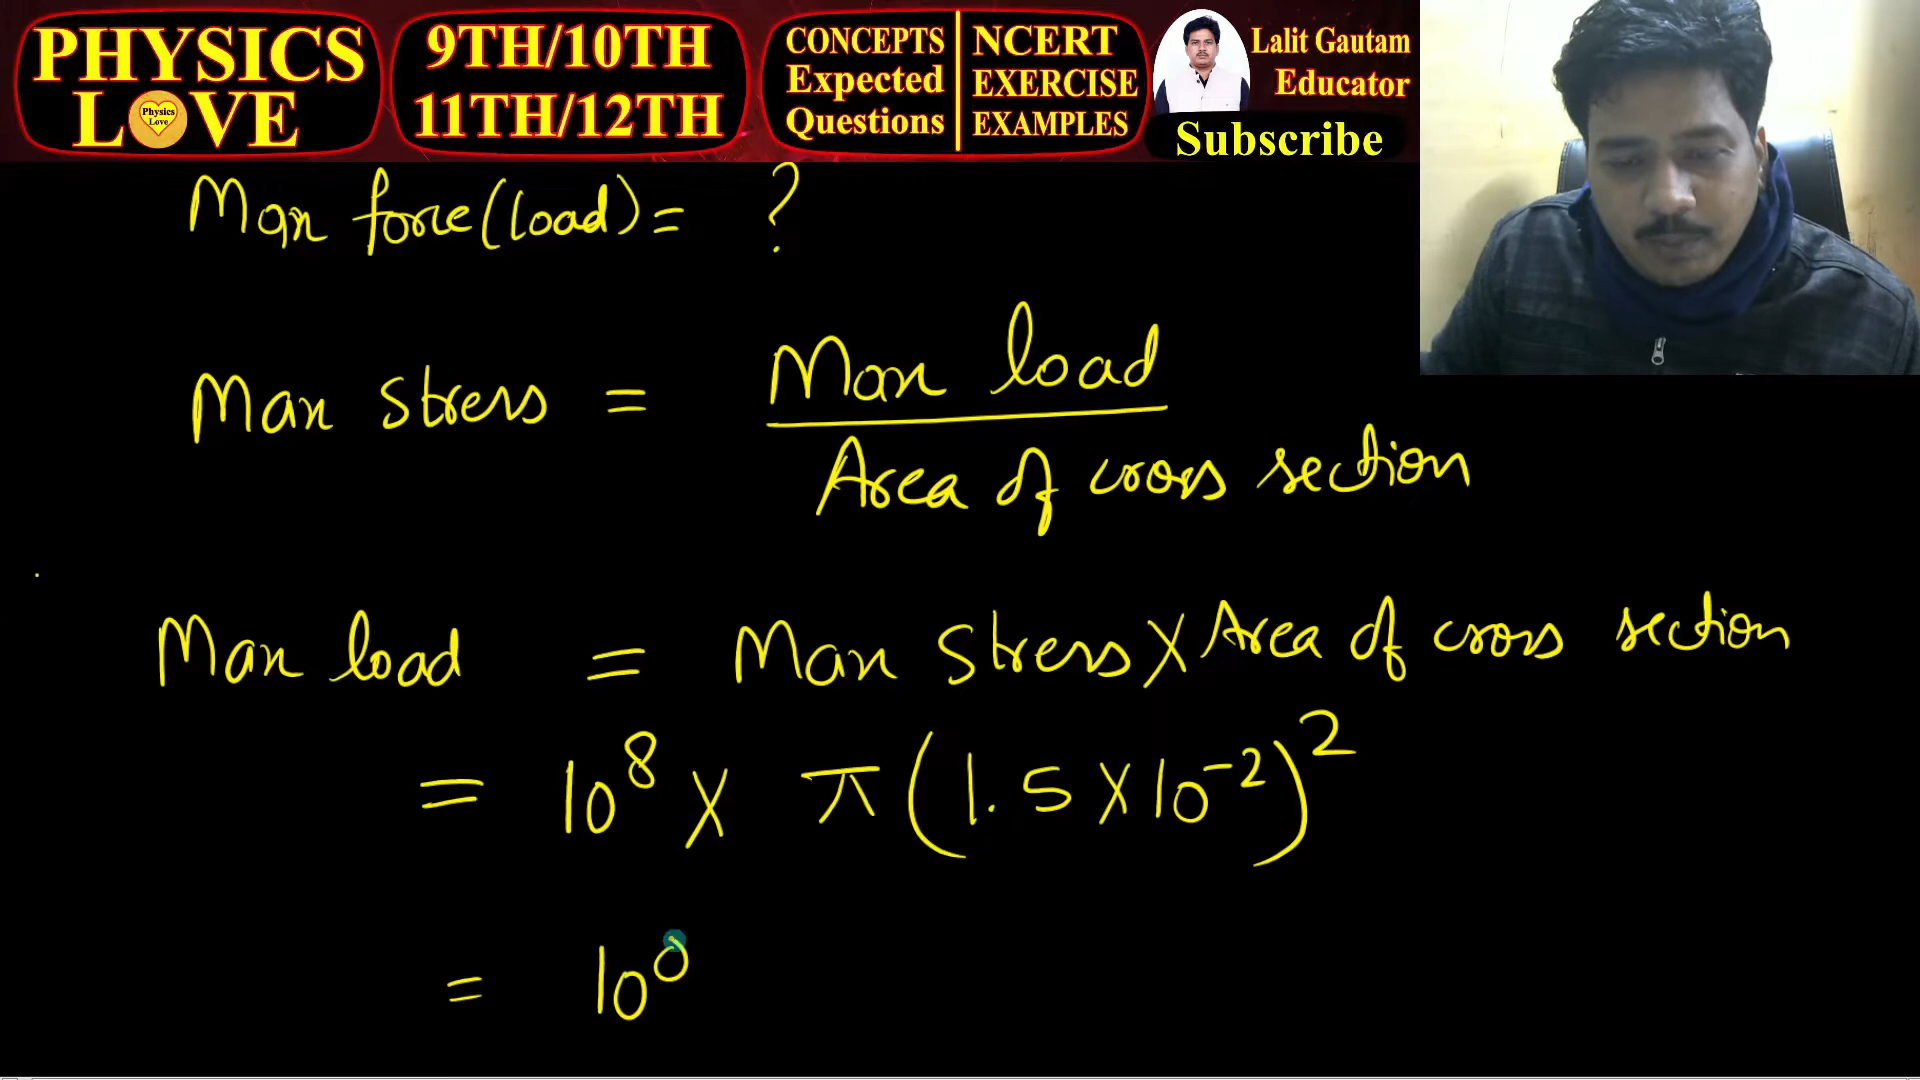 PHYSICS
LOVE
Physics
Love
9TH/10TH
11TH/12TH
CONCEPTS
Expected
Questions
NCERT
EXERCISE
EXAMPLES
Lalit Gautam
Educator
Subscribe
Max force(load) = ?
Max stress = Max load
Area of cross section
Max load = Max stress X Area of cross section
= 10⁸ X π(1.5 X 10⁻²)²
= 10